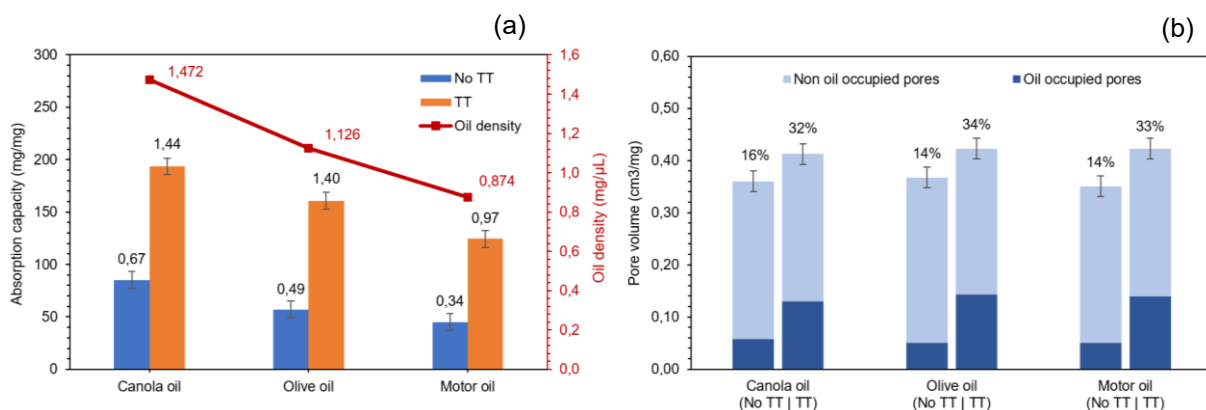 (a)
Absorption capacity (mg/mg)
300
250
200
150
100
50
0
No TT
TT
Oil density
1,472
1,126
0,874
1,44
1,40
0,97
0,67
0,49
0,34
Canola oil
Olive oil
Motor oil
1,6
1,4
1,2
1,0
0,8
0,6
0,4
0,2
0,0
Oil density (mg/µL)
(b)
Pore volume (cm3/mg)
0,60
0,50
0,40
0,30
0,20
0,10
0,00
Non oil occupied pores
Oil occupied pores
16%
32%
14%
34%
14%
33%
Canola oil
(No TT | TT)
Olive oil
(No TT | TT)
Motor oil
(No TT | TT)